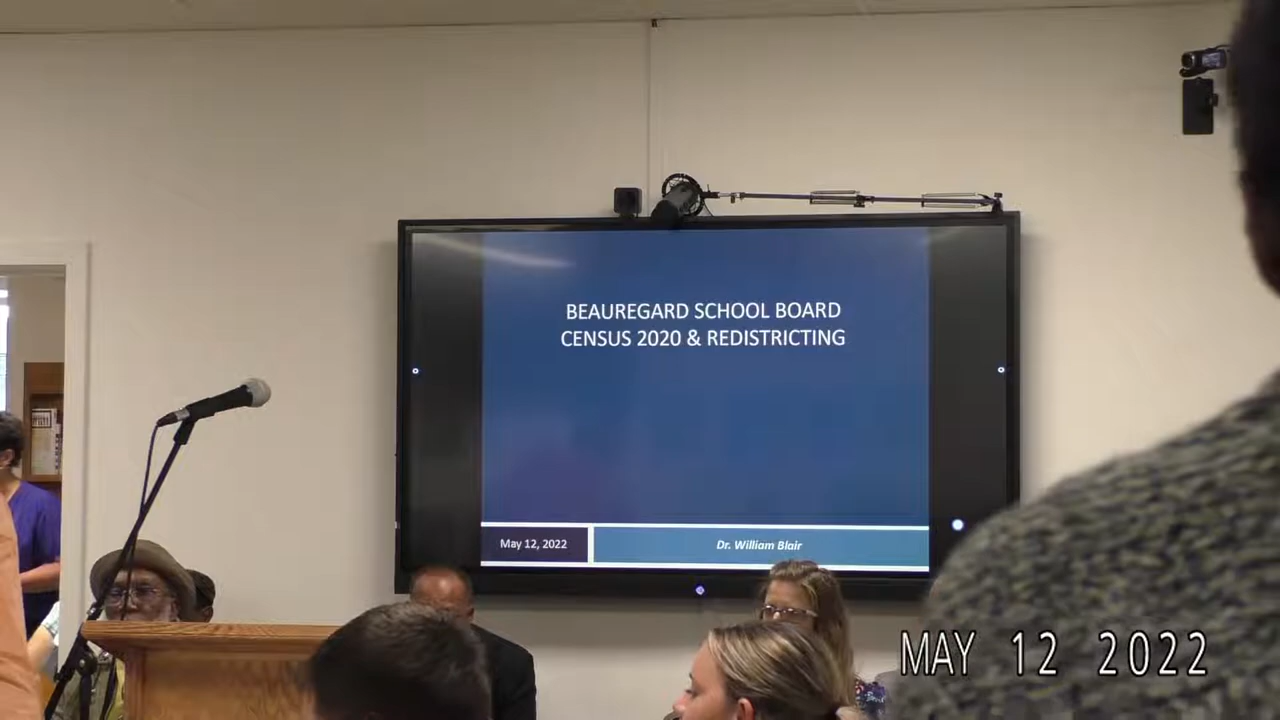 BEAUREGARD SCHOOL BOARD
CENSUS 2020 & REDISTRICTING
May 12, 2022
Dr. William Blair
MAY 12 2022